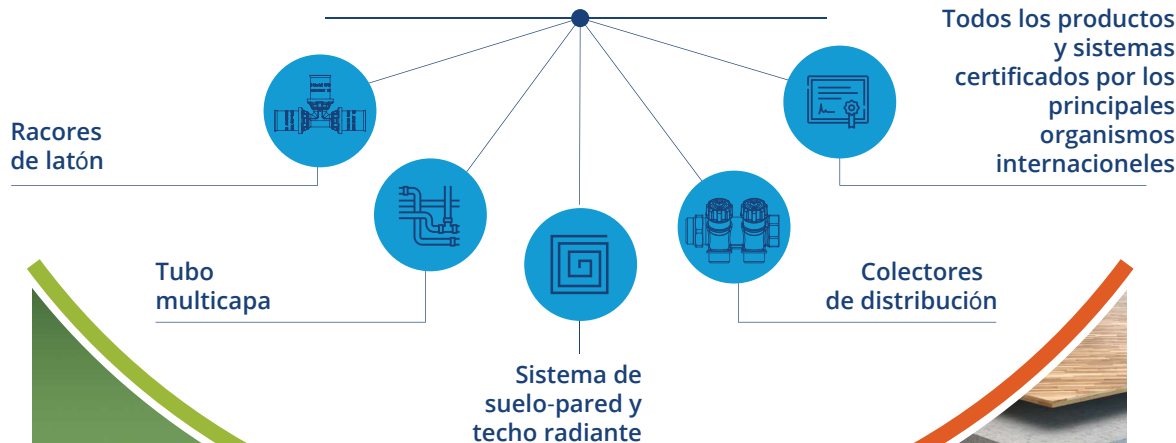 Racores
de latón
Tubo
multicapa
Sistema de
suelo-pared y
techo radiante
Colectores
de distribución
Todos los productos
y sistemas
certificados por los
principales
organismos
internacioneles